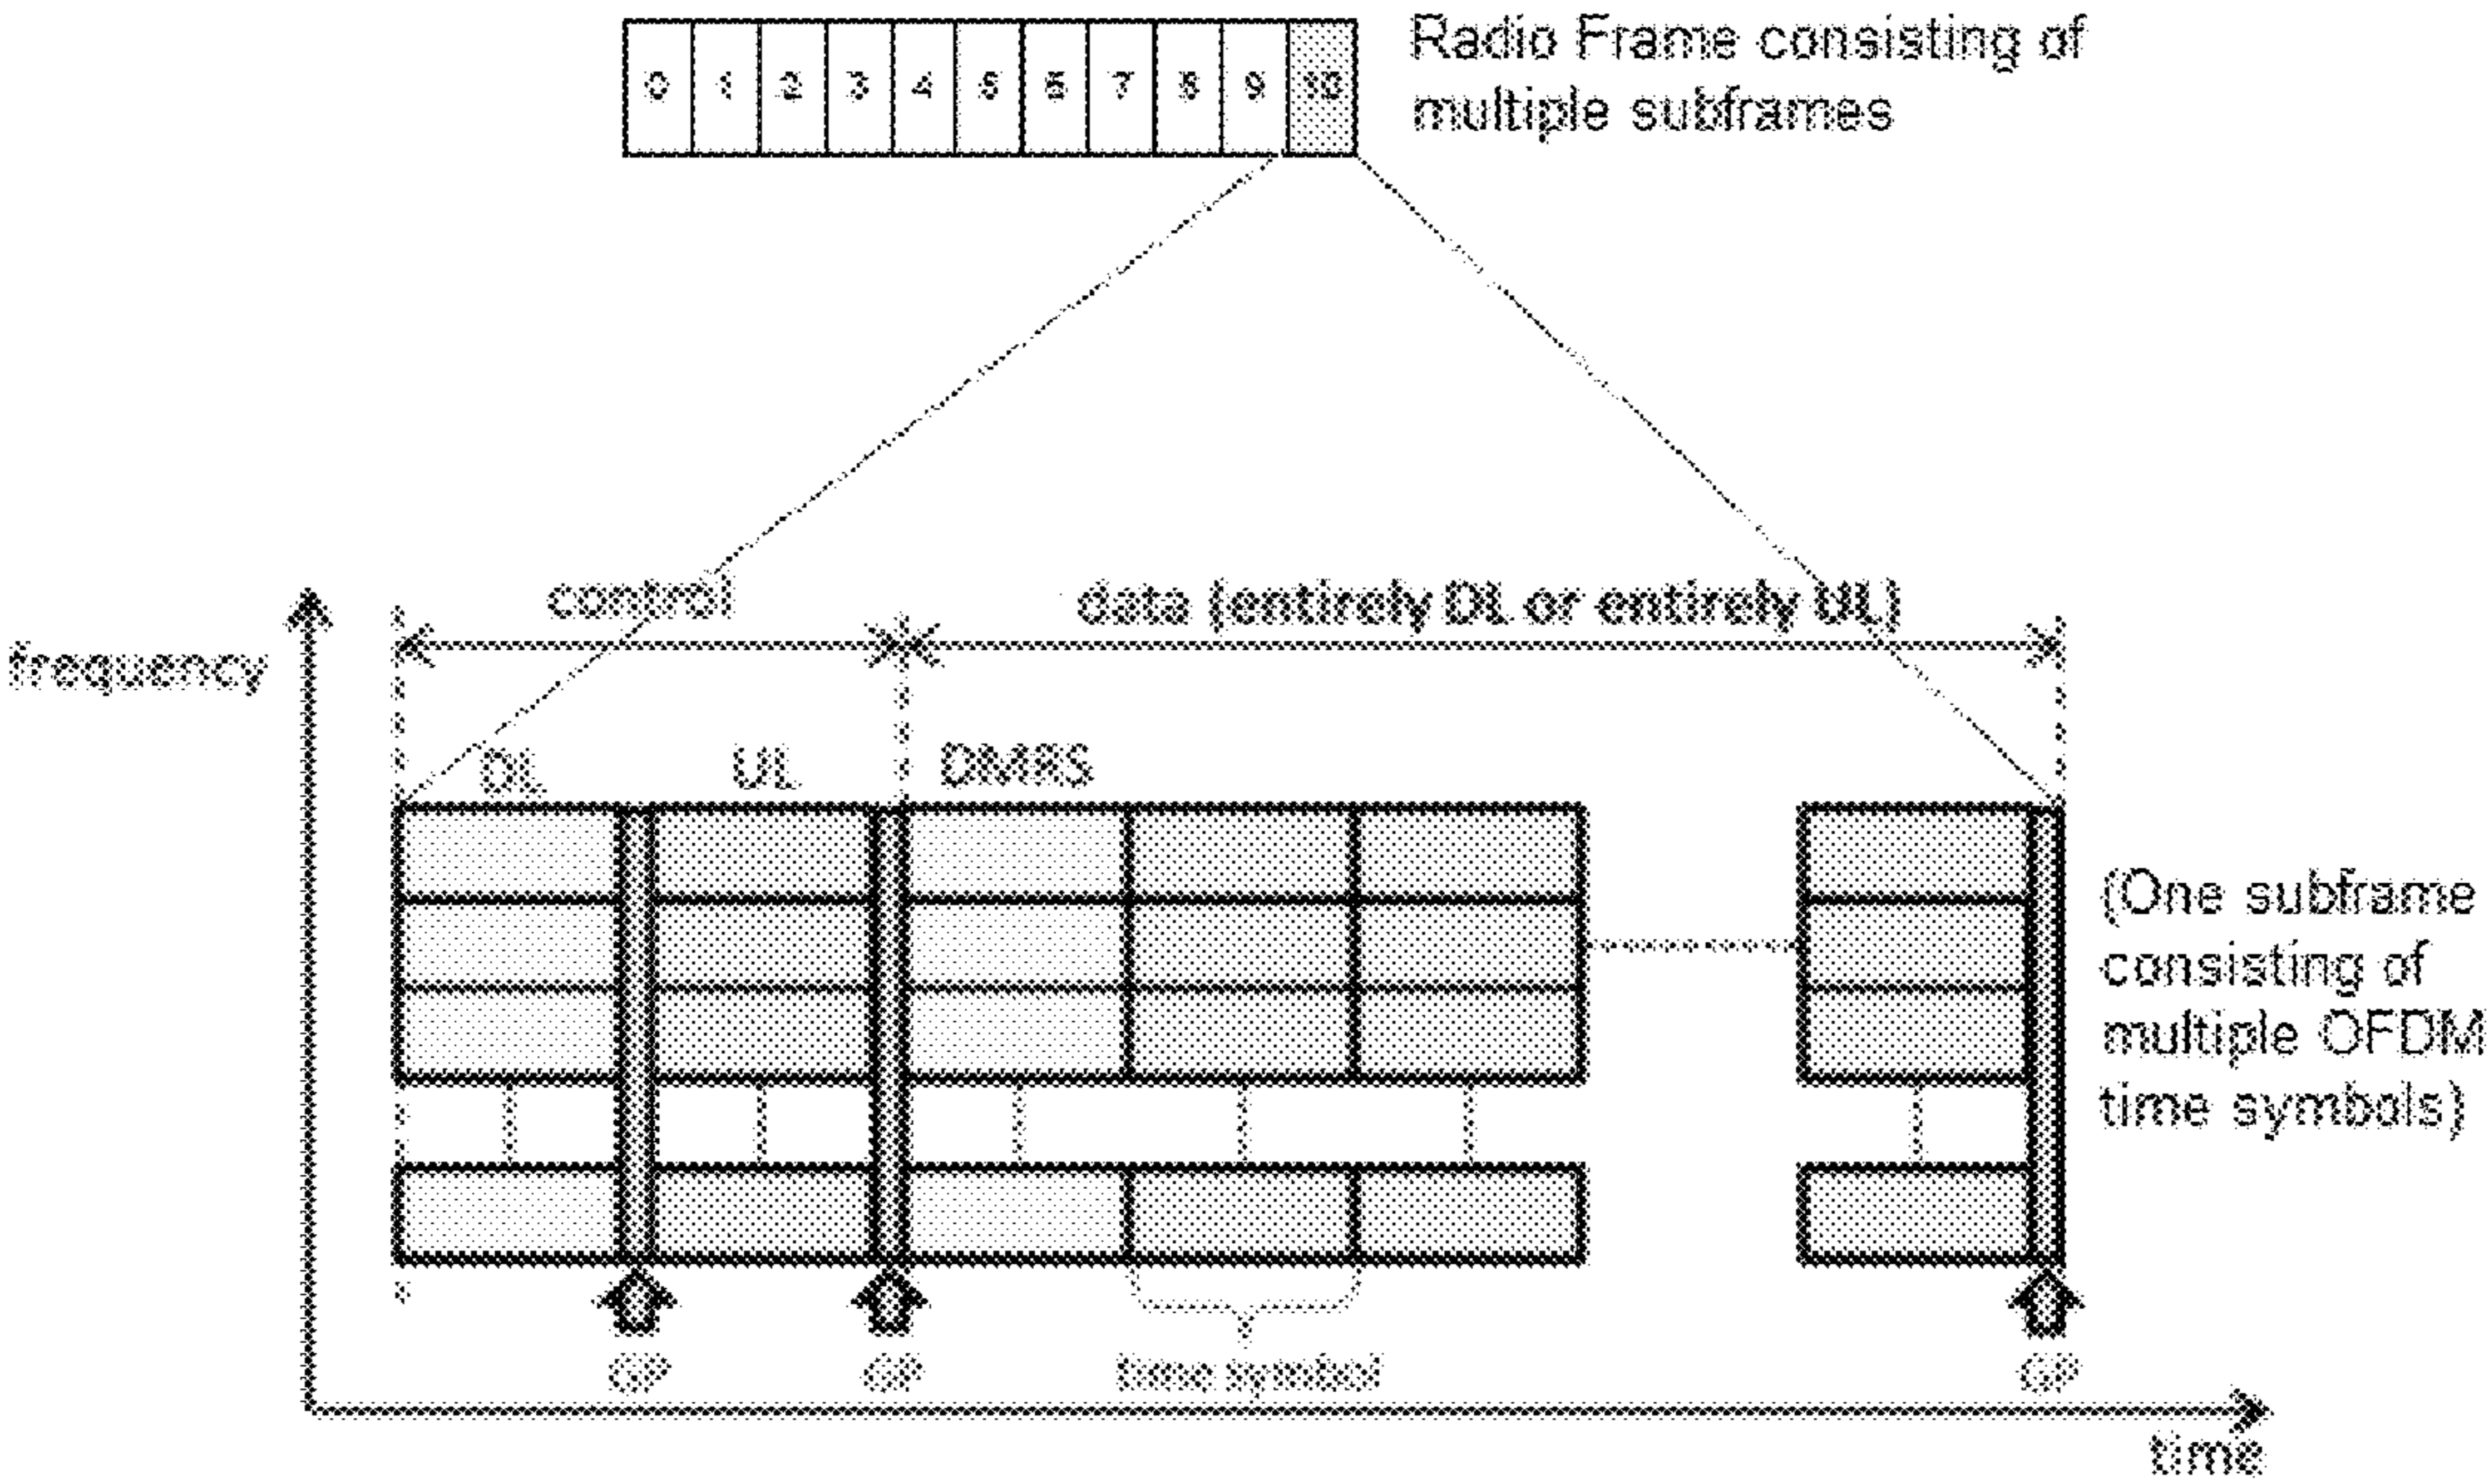 0 1 2 3 4 5 6 7 8 9 10
Radio Frame consisting of
multiple subframes
control
data (entirely DL or entirely UL)
frequency
DL
UL
DMRS
(One subframe
consisting of
multiple OFDM
time symbols)
GP
GP
time symbol
GP
time